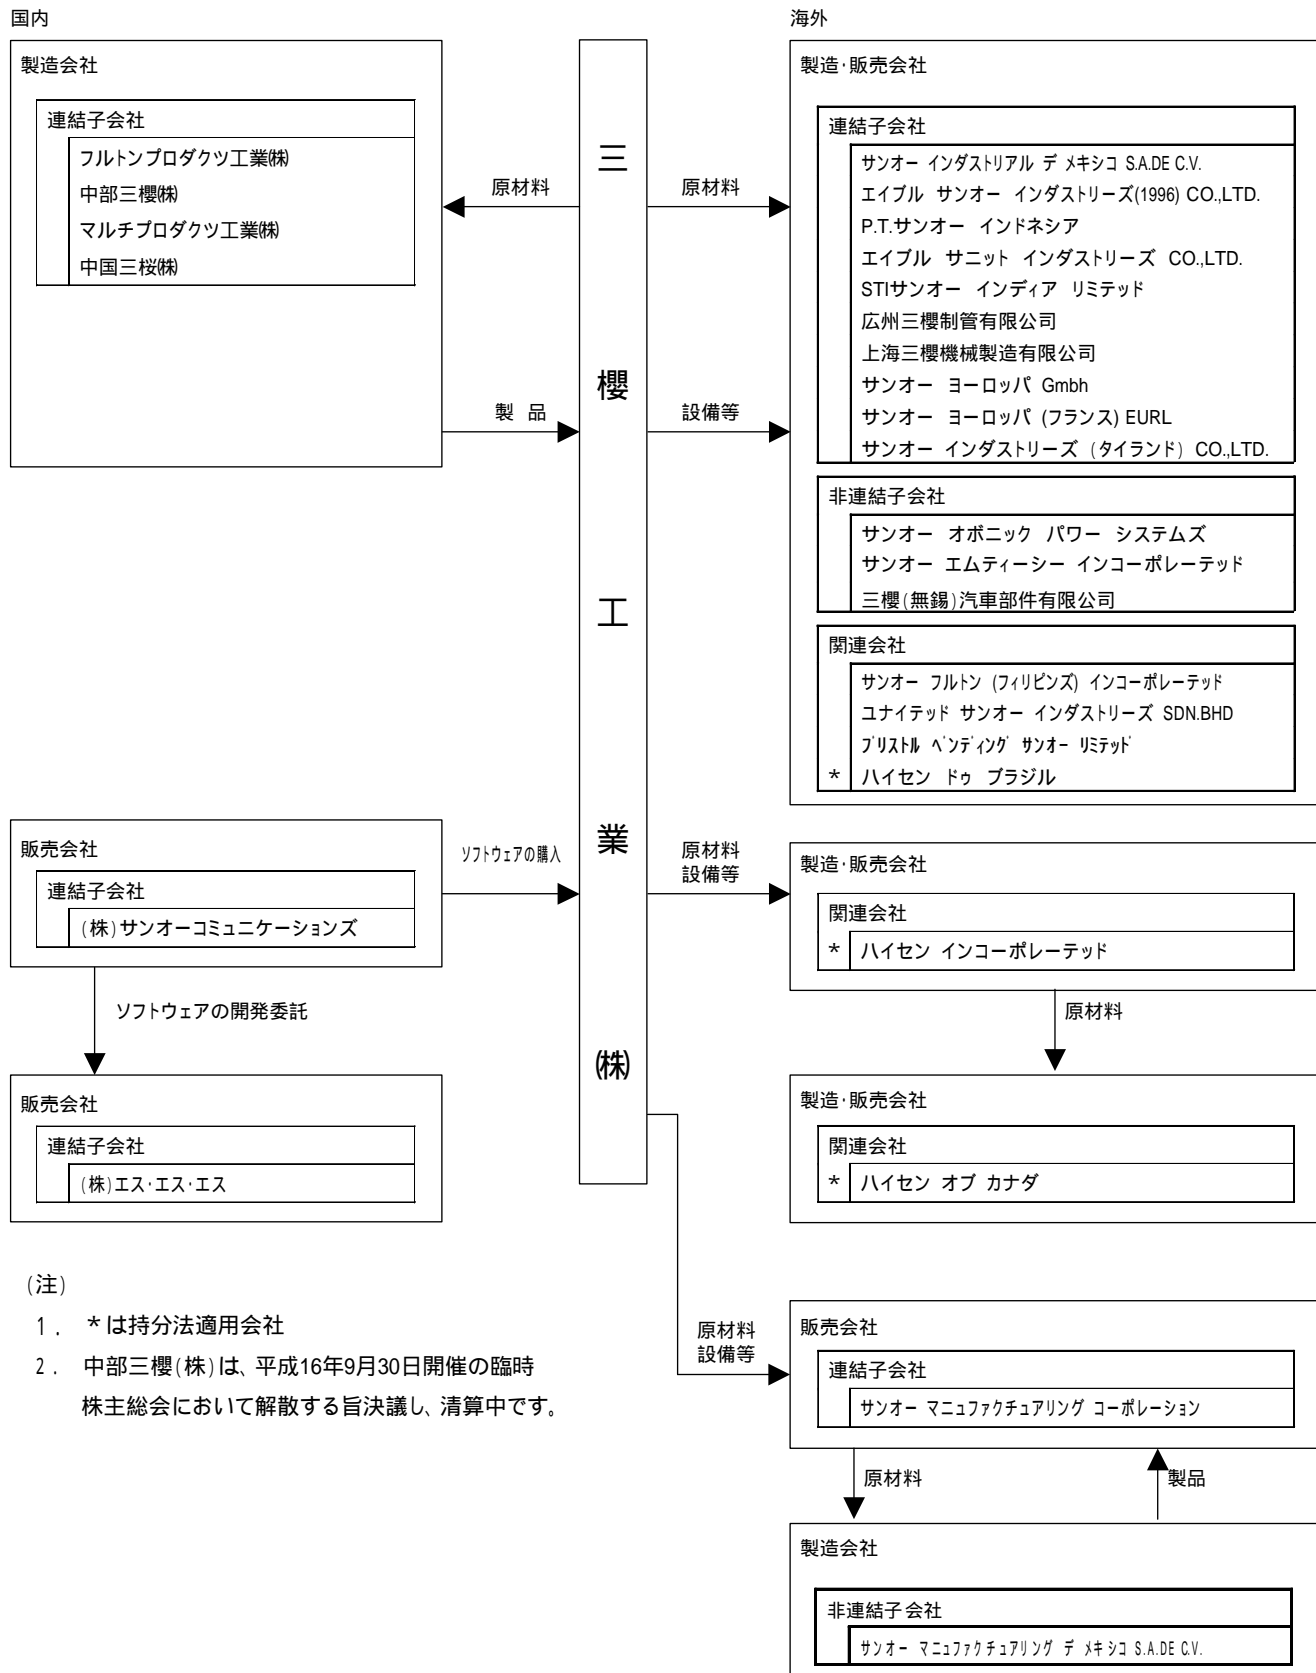 国内
製造会社
連結子会社
フルトンプロダクツ工業㈱
中部三櫻㈱
マルチプロダクツ工業㈱
中国三桜㈱
原材料
製 品
販売会社
連結子会社
(株)サンオーコミュニケーションズ
ソフトウェアの購入
ソフトウェアの開発委託
販売会社
連結子会社
(株)エス・エス・エス
三
櫻
工
業
㈱
海外
製造・販売会社
原材料
設備等
連結子会社
サンオー インダストリアル デ メキシコ S.A.DE C.V.
エイブル サンオー インダストリーズ(1996) CO.,LTD.
P.T.サンオー インドネシア
エイブル サニット インダストリーズ CO.,LTD.
STIサンオー インディア リミテッド
広州三櫻制管有限公司
上海三櫻機械製造有限公司
サンオー ヨーロッパ Gmbh
サンオー ヨーロッパ (フランス) EURL
サンオー インダストリーズ (タイランド) CO.,LTD.
非連結子会社
サンオー オボニック パワー システムズ
サンオー エムティーシー インコーポレーテッド
三櫻(無錫)汽車部件有限公司
関連会社
サンオー フルトン (フィリピンズ) インコーポレーテッド
ユナイテッド サンオー インダストリーズ SDN.BHD
ブリストル ベンディング サンオー リミテッド
* ハイセン ドゥ ブラジル
原材料
設備等
製造・販売会社
関連会社
* ハイセン インコーポレーテッド
原材料
製造・販売会社
関連会社
* ハイセン オブ カナダ
原材料
設備等
販売会社
連結子会社
サンオー マニュファクチュアリング コーポレーション
原材料
製品
製造会社
非連結子会社
サンオー マニュファクチュアリング デ メキシコ S.A.DE C.V.
(注)
1. *は持分法適用会社
2. 中部三櫻(株)は、平成16年9月30日開催の臨時
株主総会において解散する旨決議し、清算中です。